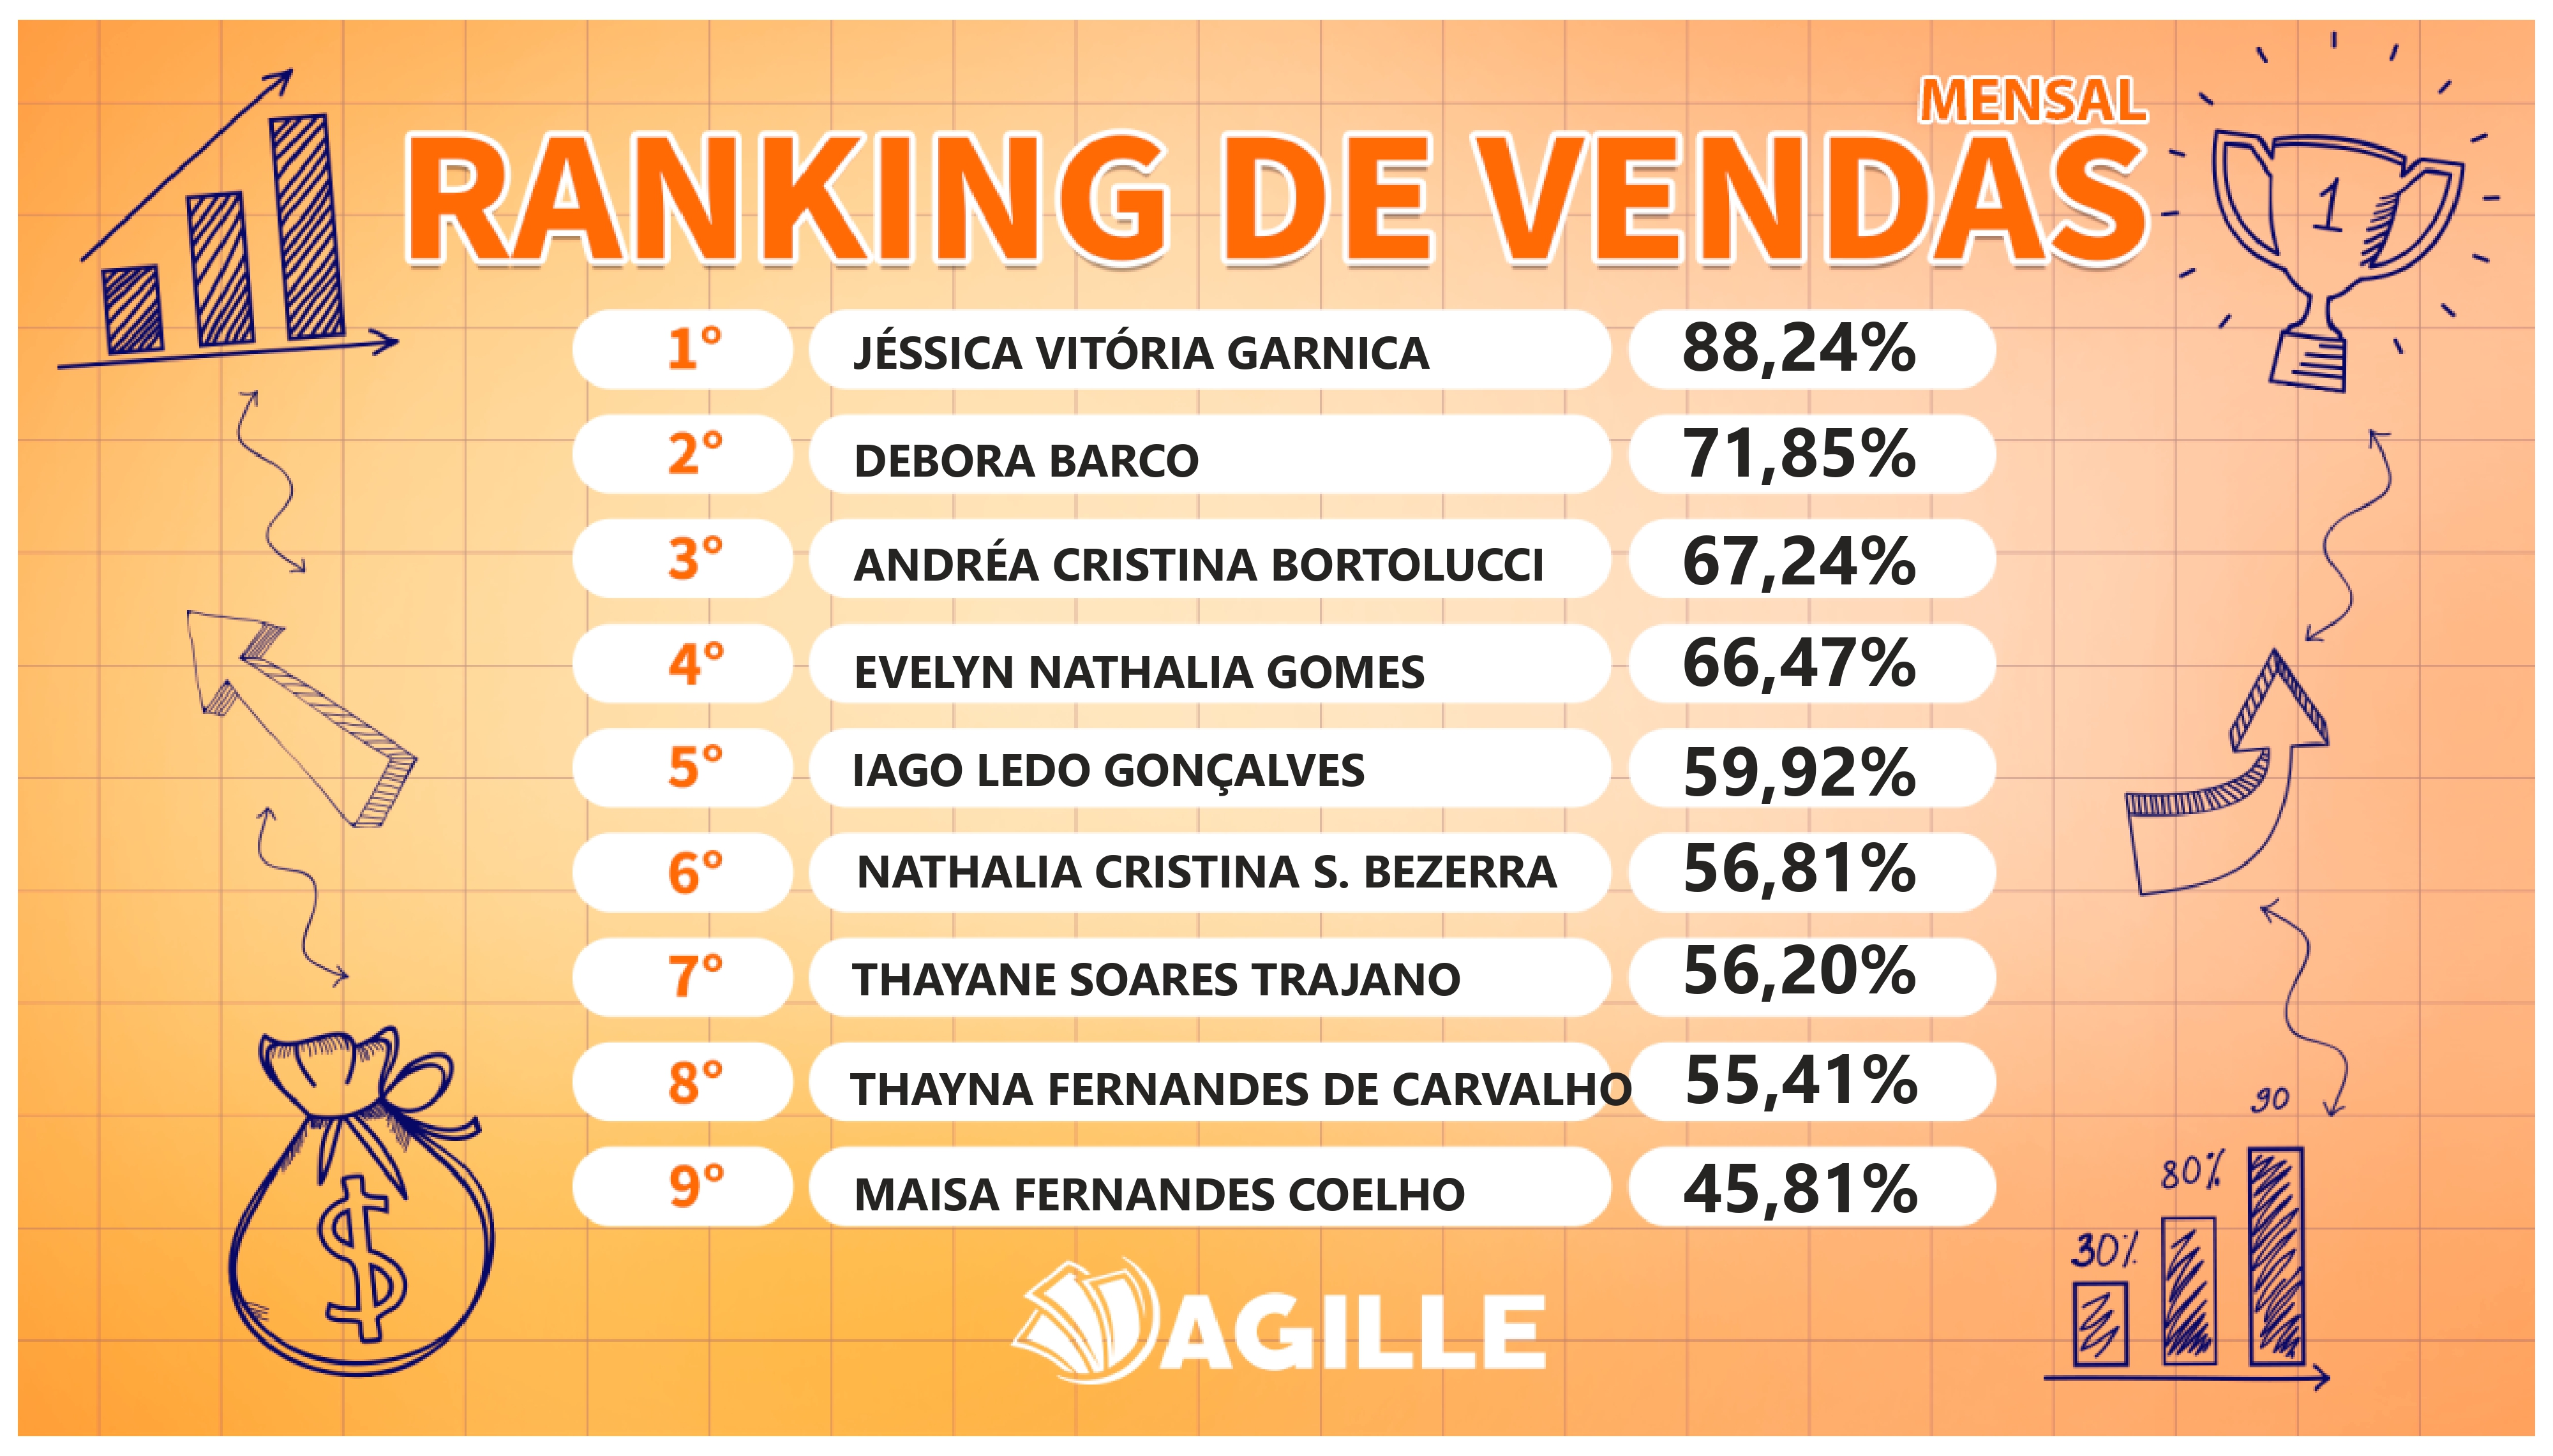 MENSAL
RANKING DE VENDAS
1
1° JÉSSICA VITÓRIA GARNICA 88,24%
2° DEBORA BARCO 71,85%
3° ANDRÉA CRISTINA BORTOLUCCI 67,24%
4° EVELYN NATHALIA GOMES 66,47%
5° IAGO LEDO GONÇALVES 59,92%
6° NATHALIA CRISTINA S. BEZERRA 56,81%
7° THAYANE SOARES TRAJANO 56,20%
8° THAYNA FERNANDES DE CARVALHO 55,41%
9° MAISA FERNANDES COELHO 45,81%
$
90
80%
30%
AGILLE